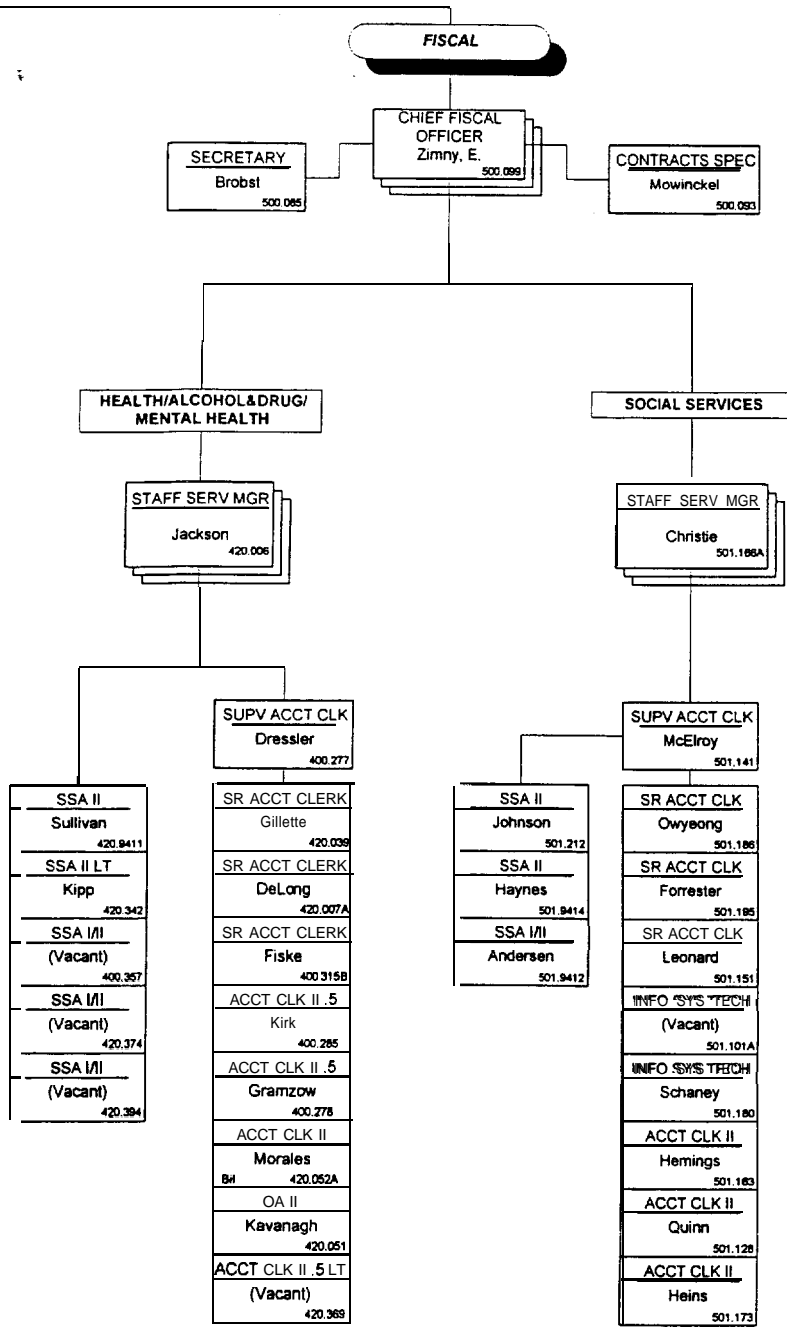 FISCAL
CHIEF FISCAL
OFFICER
Zimny, E.
500.099
SECRETARY
Brobst
500.085
CONTRACTS SPEC
Mowinckel
500.093
HEALTH/ALCOHOL&DRUG/
MENTAL HEALTH
STAFF SERV MGR
Jackson
420.006
SUPV ACCT CLK
Dressler
400.277
SSA II
Sullivan
420.9411
SSA II LT
Kipp
420.342
SSA I/II
(Vacant)
400.357
SSA I/II
(Vacant)
420.374
SSA I/II
(Vacant)
420.394
SR ACCT CLERK
Gillette
420.039
SR ACCT CLERK
DeLong
420.007A
SR ACCT CLERK
Fiske
400 315B
ACCT CLK II .5
Kirk
400.285
ACCT CLK II .5
Gramzow
400.278
ACCT CLK II
Morales
420.052A
OA II
Kavanagh
420.051
ACCT CLK II .5 LT
(Vacant)
420.369
SOCIAL SERVICES
STAFF SERV MGR
Christie
501.166A
SUPV ACCT CLK
McElroy
501.141
SSA II
Johnson
501.212
SSA II
Haynes
501.9414
SSA I/II
Andersen
501.9412
SR ACCT CLK
Owyeong
501.186
SR ACCT CLK
Forrester
501.195
SR ACCT CLK
Leonard
501.151
INFO SYS TECH
(Vacant)
501.101A
INFO SYS TECH
Schaney
501.180
ACCT CLK II
Hemings
501.163
ACCT CLK II
Quinn
501.128
ACCT CLK II
Heins
501.173